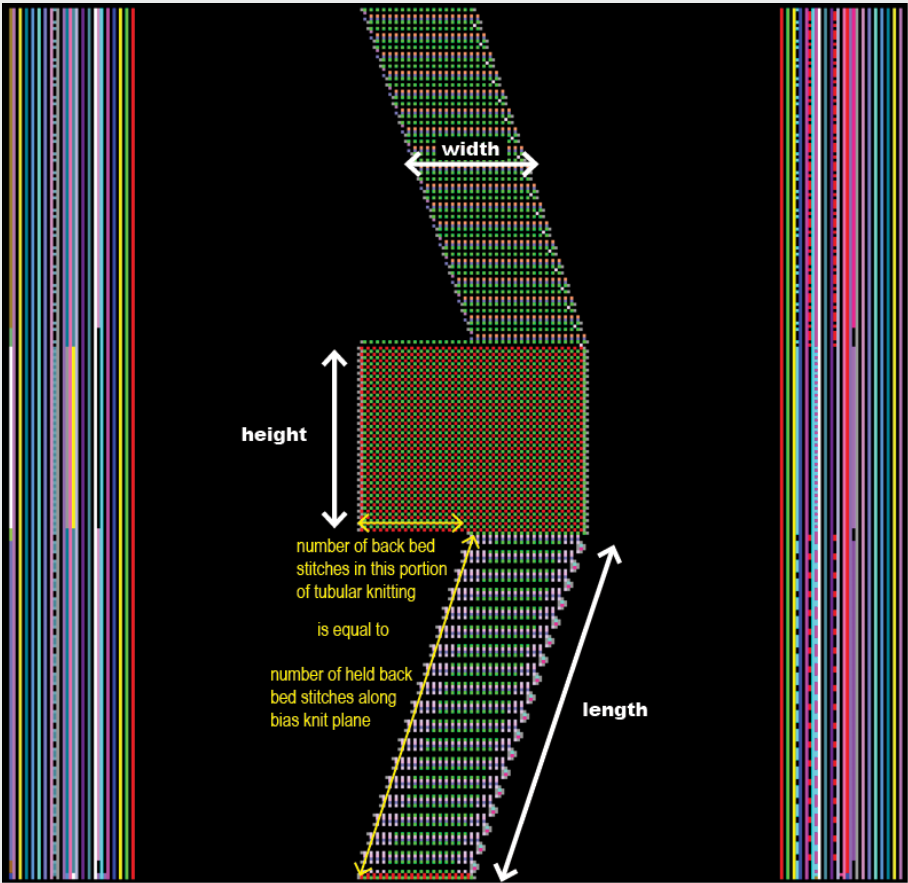 width
height
number of back bed
stitches in this portion
of tubular knitting
is equal to
number of held back
bed stitches along
bias knit plane
length